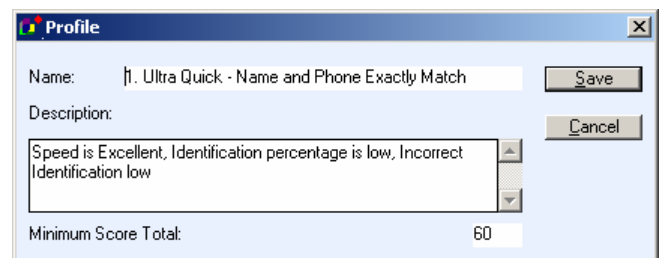 Profile
Name: 1. Ultra Quick - Name and Phone Exactly Match
Save
Description:
Cancel
Speed is Excellent, Identification percentage is low, Incorrect
Identification low
Minimum Score Total: 60